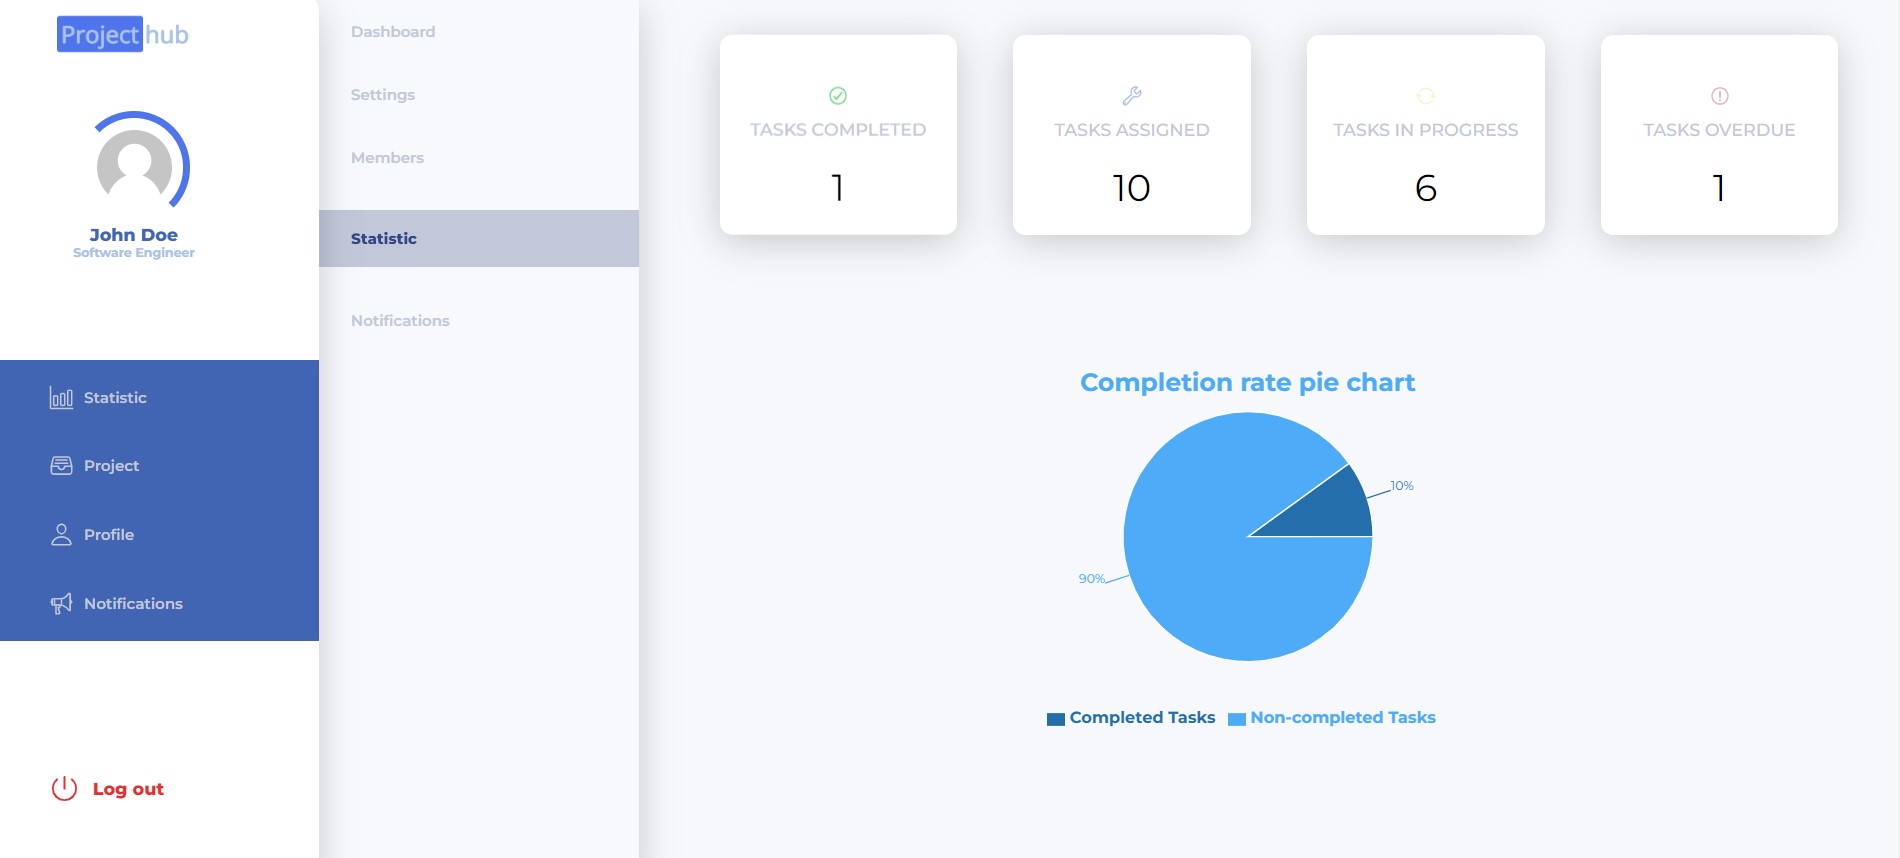 Project hub
John Doe
Software Engineer
Statistic
Project
Profile
Notifications
Log out
Dashboard
Settings
Members
Statistic
Notifications
TASKS COMPLETED
1
TASKS ASSIGNED
10
TASKS IN PROGRESS
6
TASKS OVERDUE
1
Completion rate pie chart
10%
90%
Completed Tasks
Non-completed Tasks